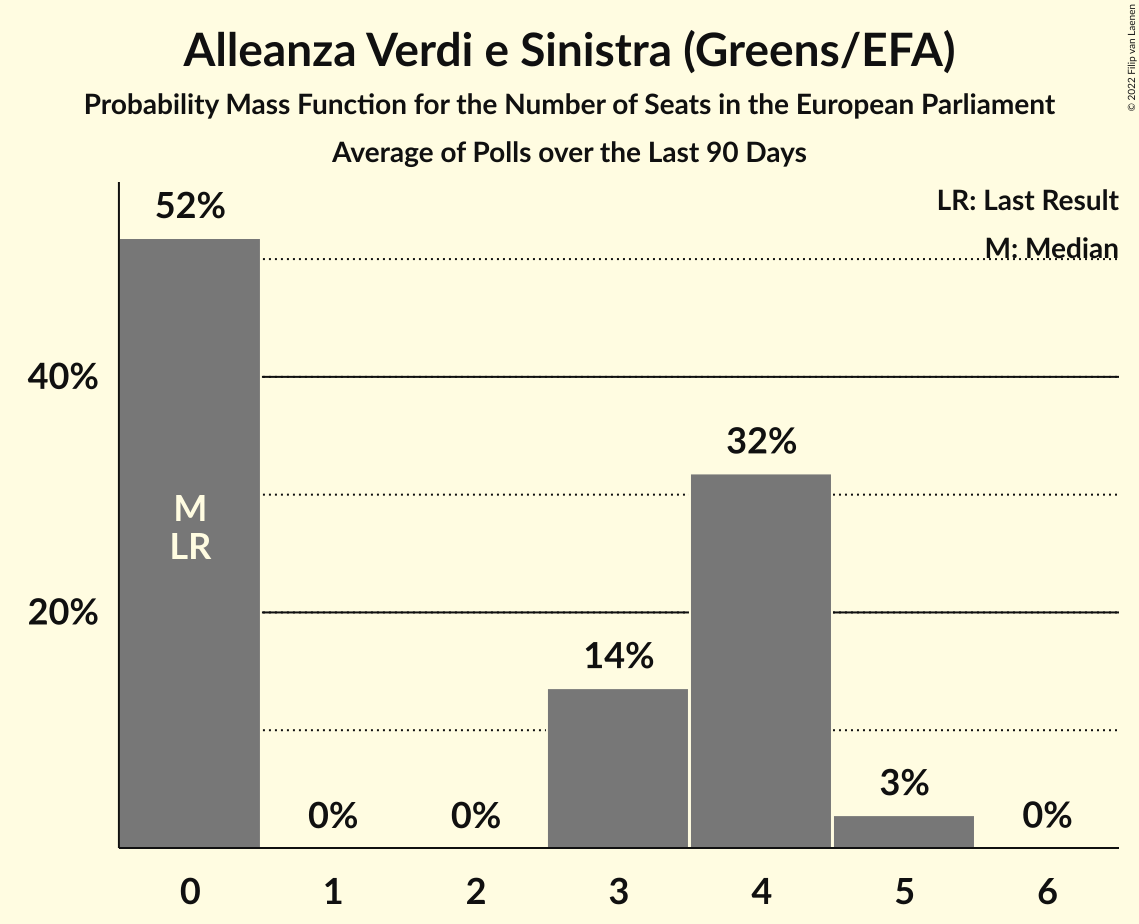 Alleanza Verdi e Sinistra (Greens/EFA)
Probability Mass Function for the Number of Seats in the European Parliament
Average of Polls over the Last 90 Days
© 2022 Filip van Laenen
LR: Last Result
M: Median
52%
40%
32%
M
LR
20%
14%
3%
0%
0%
0%
0 1 2 3 4 5 6